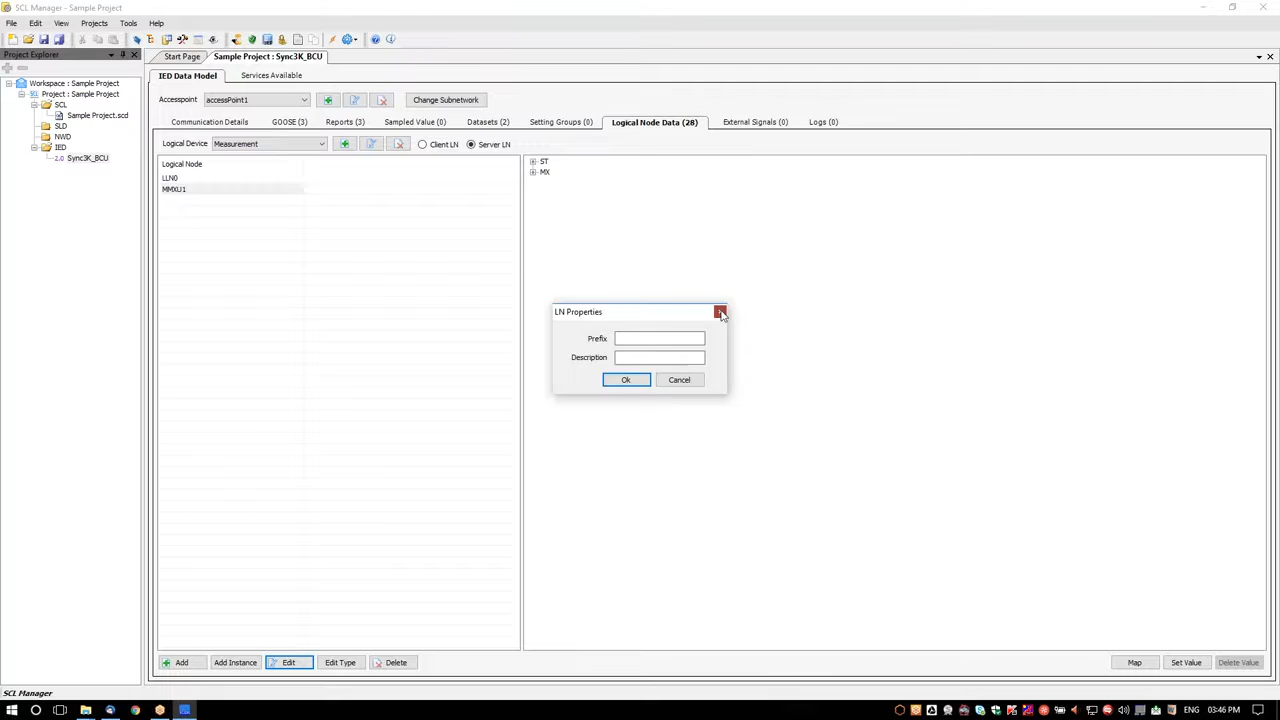 SCL Manager - Sample Project
File Edit View Projects Tools Help
Project Explorer
Start Page
Sample Project : Sync3K_BCU
Workspace : Sample Project
Project : Sample Project
SCL
Sample Project.scd
SLD
NWD
IED
2.0 Sync3K_BCU
IED Data Model
Services Available
Accesspoint accessPoint1 Change Subnetwork
Communication Details GOOSE (3) Reports (3) Sampled Value (0) Datasets (2) Setting Groups (0) Logical Node Data (28) External Signals (0) Logs (0)
Logical Device Measurement Client LN Server LN
Logical Node
LLN0
MMXU1
ST
MX
LN Properties
Prefix
Description
Ok Cancel
Add Add Instance Edit Edit Type Delete
Map Set Value Delete Value
SCL Manager
ENG 03:46 PM